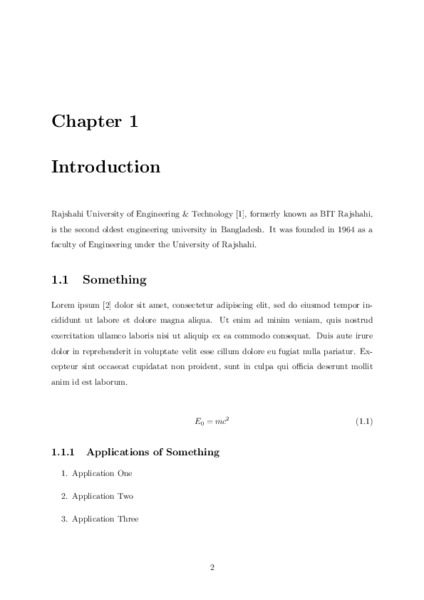 Chapter 1
Introduction
Rajshahi University of Engineering & Technology [1], formerly known as BIT Rajshahi,
is the second oldest engineering university in Bangladesh. It was founded in 1964 as a
faculty of Engineering under the University of Rajshahi.
1.1 Something
Lorem ipsum [2] dolor sit amet, consectetur adipiscing elit, sed do eiusmod tempor in-
cididunt ut labore et dolore magna aliqua. Ut enim ad minim veniam, quis nostrud
exercitation ullamco laboris nisi ut aliquip ex ea commodo consequat. Duis aute irure
dolor in reprehenderit in voluptate velit esse cillum dolore eu fugiat nulla pariatur. Ex-
cepteur sint occaecat cupidatat non proident, sunt in culpa qui officia deserunt mollit
anim id est laborum.
E₀ = mc² (1.1)
1.1.1 Applications of Something
1. Application One
2. Application Two
3. Application Three
2